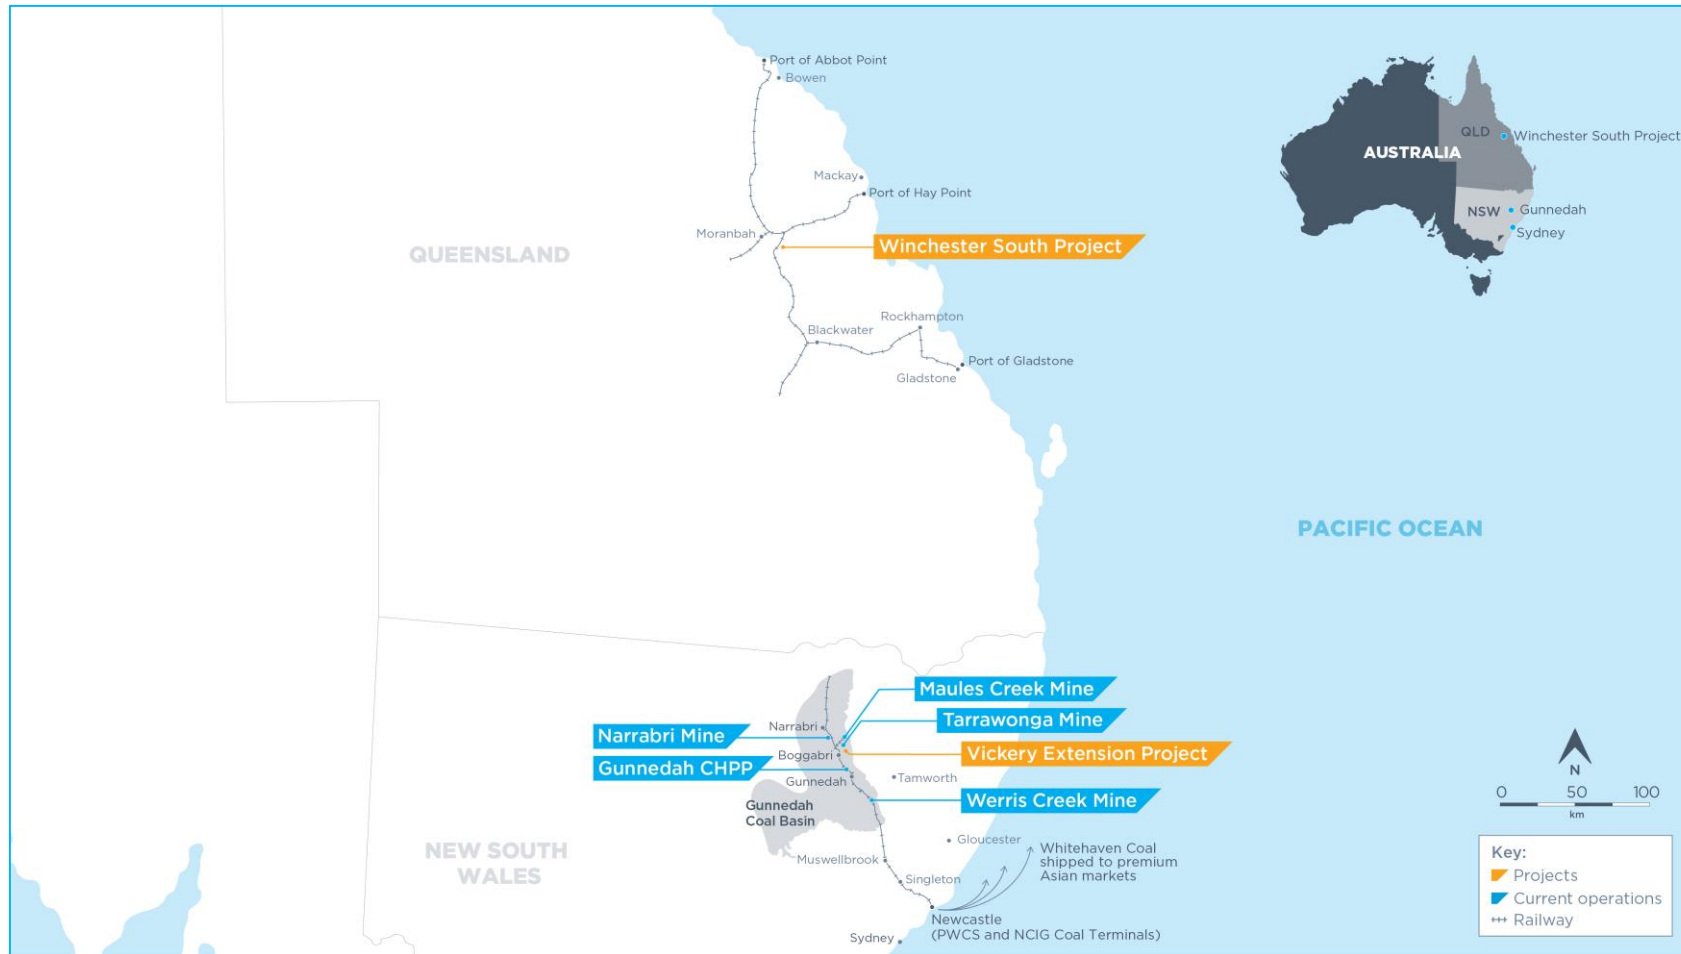 Port of Abbot Point
Bowen
Mackay
Port of Hay Point
Moranbah
Winchester South Project
QUEENSLAND
Rockhampton
Blackwater
Port of Gladstone
Gladstone
AUSTRALIA
QLD
Winchester South Project
NSW
Gunnedah
Sydney
PACIFIC OCEAN
Maules Creek Mine
Narrabri
Tarrawonga Mine
Narrabri Mine
Vickery Extension Project
Boggabri
Gunnedah CHPP
Gunnedah
Tamworth
Werris Creek Mine
Gunnedah
Coal Basin
NEW SOUTH
WALES
Gloucester
Muswellbrook
Whitehaven Coal
shipped to premium
Asian markets
Singleton
Newcastle
(PWCS and NCIG Coal Terminals)
Sydney
N
0 50 100
km
Key:
Projects
Current operations
Railway